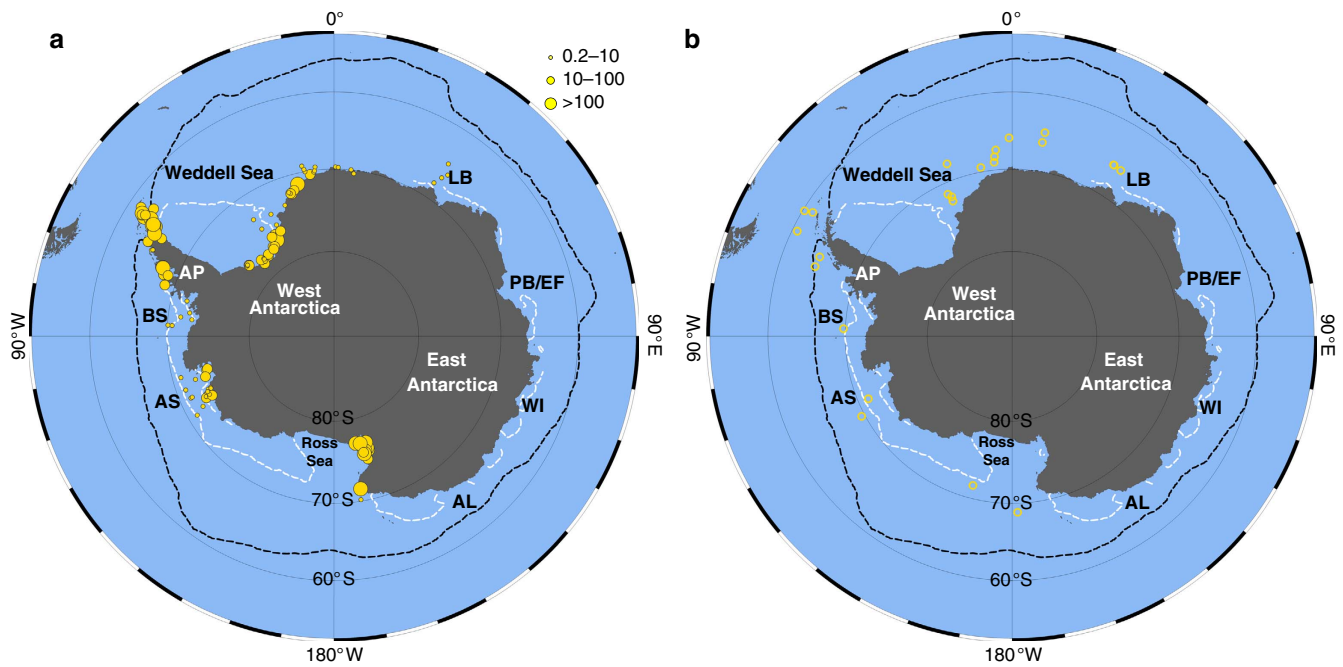 a
0°
0.2–10
10–100
>100
Weddell Sea
LB
AP
West
Antarctica
PB/EF
BS
90°W
90°E
East
Antarctica
AS
WI
80°S
Ross
Sea
70°S
AL
60°S
180°W
b
0°
Weddell Sea
LB
AP
West
Antarctica
PB/EF
BS
90°W
90°E
East
Antarctica
AS
WI
80°S
Ross
Sea
70°S
AL
60°S
180°W